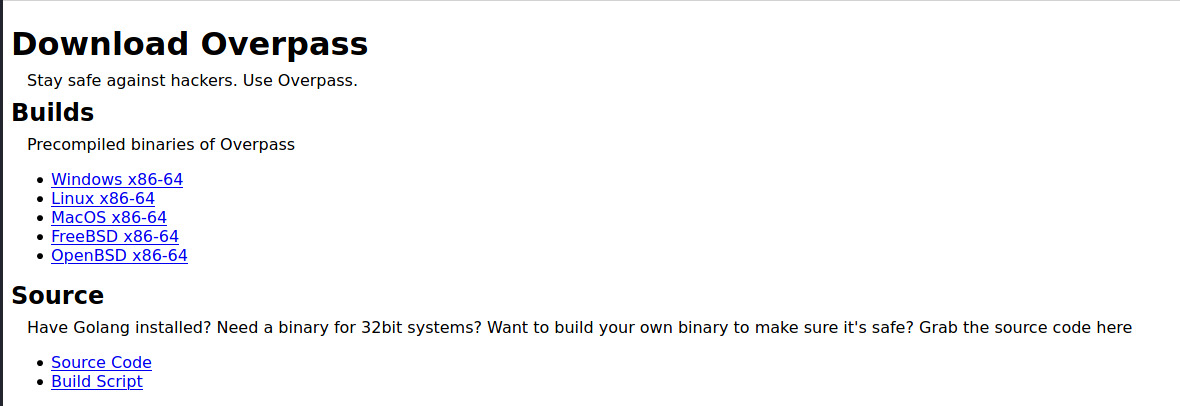 Download Overpass
Stay safe against hackers. Use Overpass.
Builds
Precompiled binaries of Overpass
Windows x86-64
Linux x86-64
MacOS x86-64
FreeBSD x86-64
OpenBSD x86-64
Source
Have Golang installed? Need a binary for 32bit systems? Want to build your own binary to make sure it's safe? Grab the source code here
Source Code
Build Script